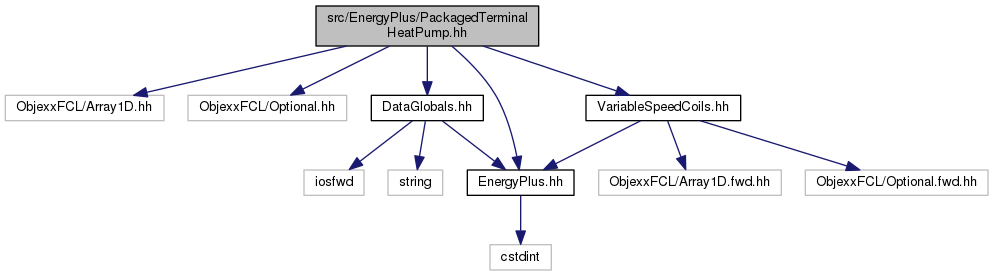 src/EnergyPlus/PackagedTerminal
HeatPump.hh
ObjexxFCL/Array1D.hh
ObjexxFCL/Optional.hh
DataGlobals.hh
VariableSpeedCoils.hh
iosfwd
string
EnergyPlus.hh
ObjexxFCL/Array1D.fwd.hh
ObjexxFCL/Optional.fwd.hh
cstdint